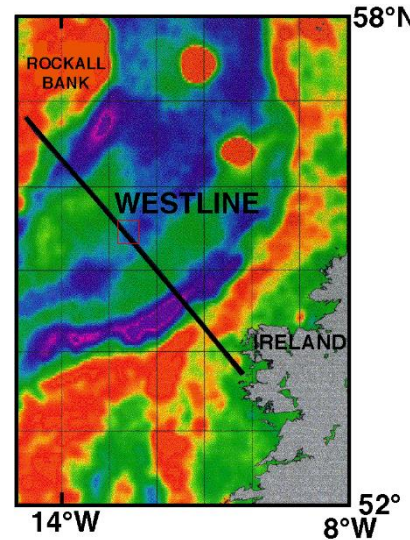 58°N
ROCKALL
BANK
WESTLINE
IRELAND
52°
14°W
8°W